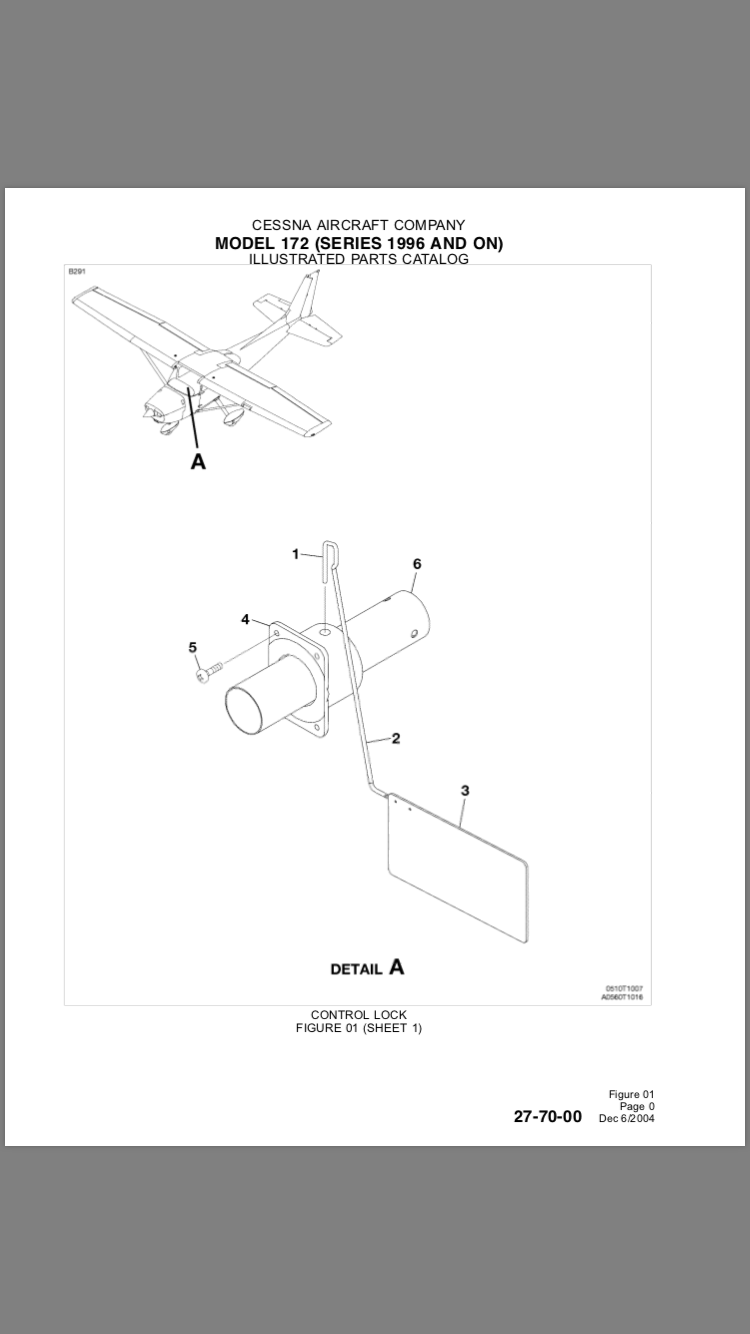 CESSNA AIRCRAFT COMPANY
MODEL 172 (SERIES 1996 AND ON)
ILLUSTRATED PARTS CATALOG
B291
A
1
6
4
5
2
3
DETAIL A
0510T1007
A0560T1016
CONTROL LOCK
FIGURE 01 (SHEET 1)
Figure 01
Page 0
27-70-00 Dec 6/2004